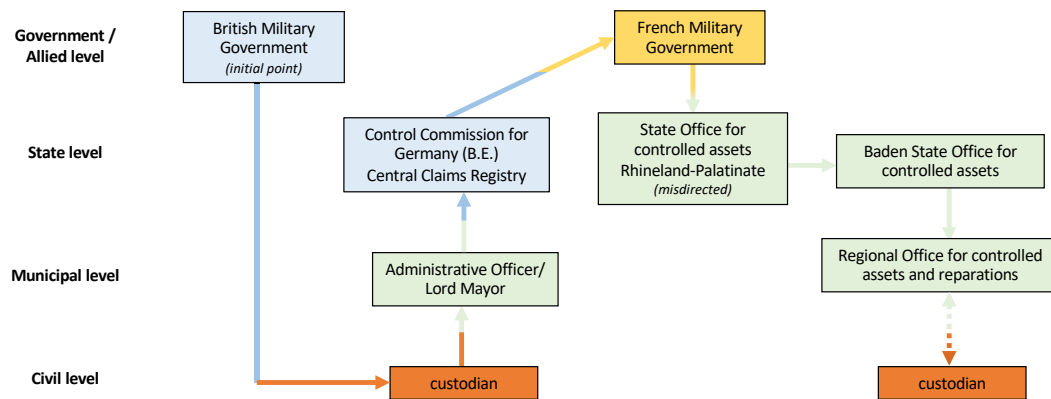 Government /
Allied level
British Military
Government
(initial point)
French Military
Government
State level
Control Commission for
Germany (B.E.)
Central Claims Registry
State Office for
controlled assets
Rhineland-Palatinate
(misdirected)
Baden State Office for
controlled assets
Municipal level
Administrative Officer/
Lord Mayor
Regional Office for controlled
assets and reparations
Civil level
custodian
custodian